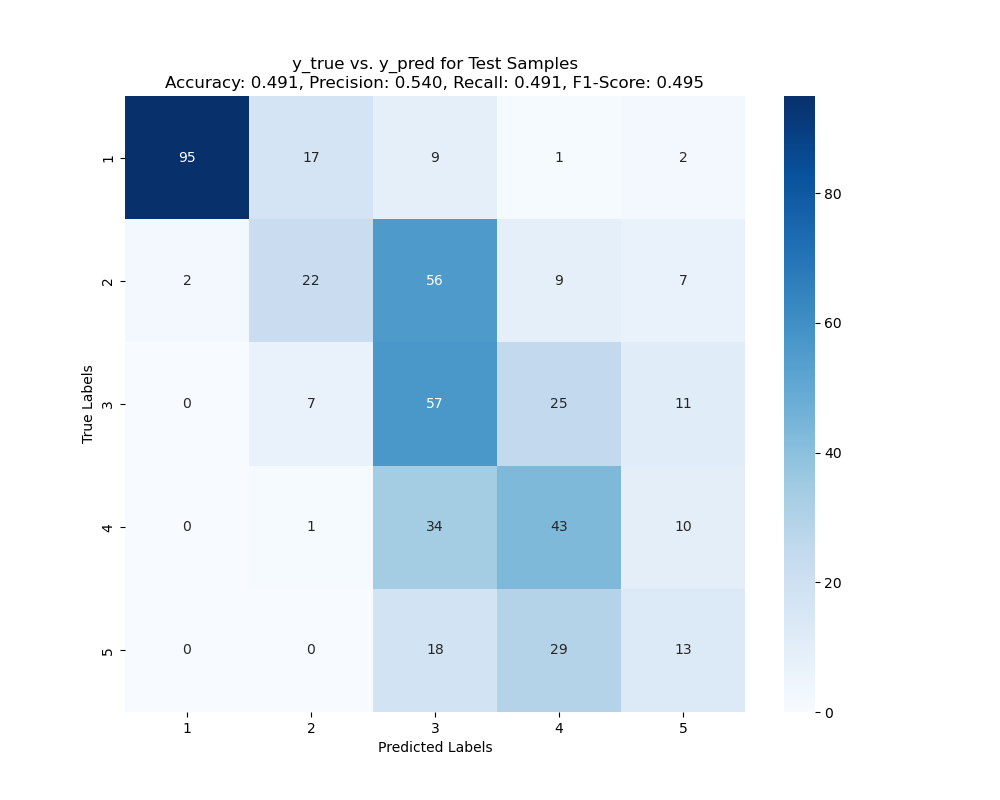 y_true vs. y_pred for Test Samples
Accuracy: 0.491, Precision: 0.540, Recall: 0.491, F1-Score: 0.495
1 95 17 9 1 2
2 2 22 56 9 7
3 0 7 57 25 11
4 0 1 34 43 10
5 0 0 18 29 13
1 2 3 4 5
True Labels
Predicted Labels
80
60
40
20
0